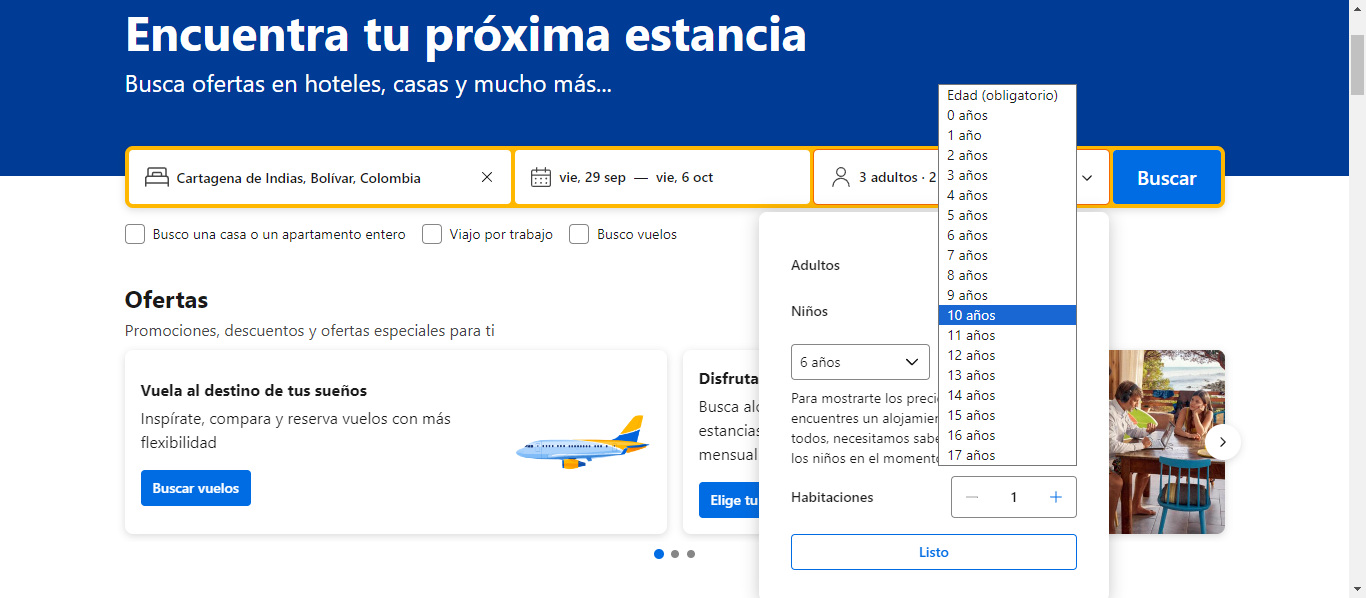 Encuentra tu próxima estancia
Busca ofertas en hoteles, casas y mucho más...
Cartagena de Indias, Bolívar, Colombia
vie, 29 sep — vie, 6 oct
3 adultos · 2
Buscar
Busco una casa o un apartamento entero
Viajo por trabajo
Busco vuelos
Edad (obligatorio)
0 años
1 año
2 años
3 años
4 años
5 años
6 años
7 años
8 años
9 años
10 años
11 años
12 años
13 años
14 años
15 años
16 años
17 años
Adultos
Niños
6 años
Para mostrarte los
encuentres un
todos, necesitamos
los niños en el
Habitaciones
1
Listo
Ofertas
Promociones, descuentos y ofertas especiales para ti
Vuela al destino de tus sueños
Inspírate, compara y reserva vuelos con más
flexibilidad
Buscar vuelos
Disfruta
Busca
estancias
mensual
Elige tu